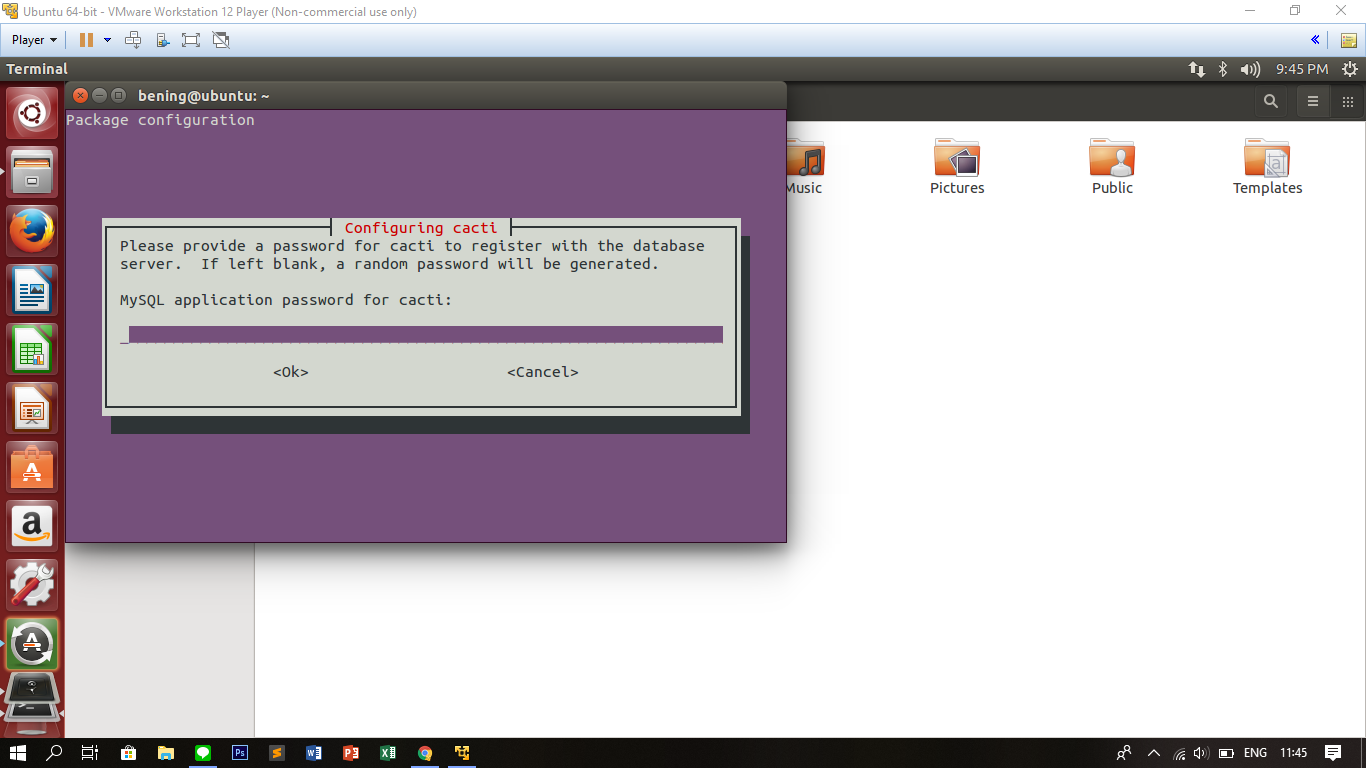 Ubuntu 64-bit - VMware Workstation 12 Player (Non-commercial use only)
Player
Terminal
9:45 PM
bening@ubuntu: ~
Package configuration
Configuring cacti
Please provide a password for cacti to register with the database
server.  If left blank, a random password will be generated.
MySQL application password for cacti:
<Ok>
<Cancel>
Music
Pictures
Public
Templates
ENG
11:45